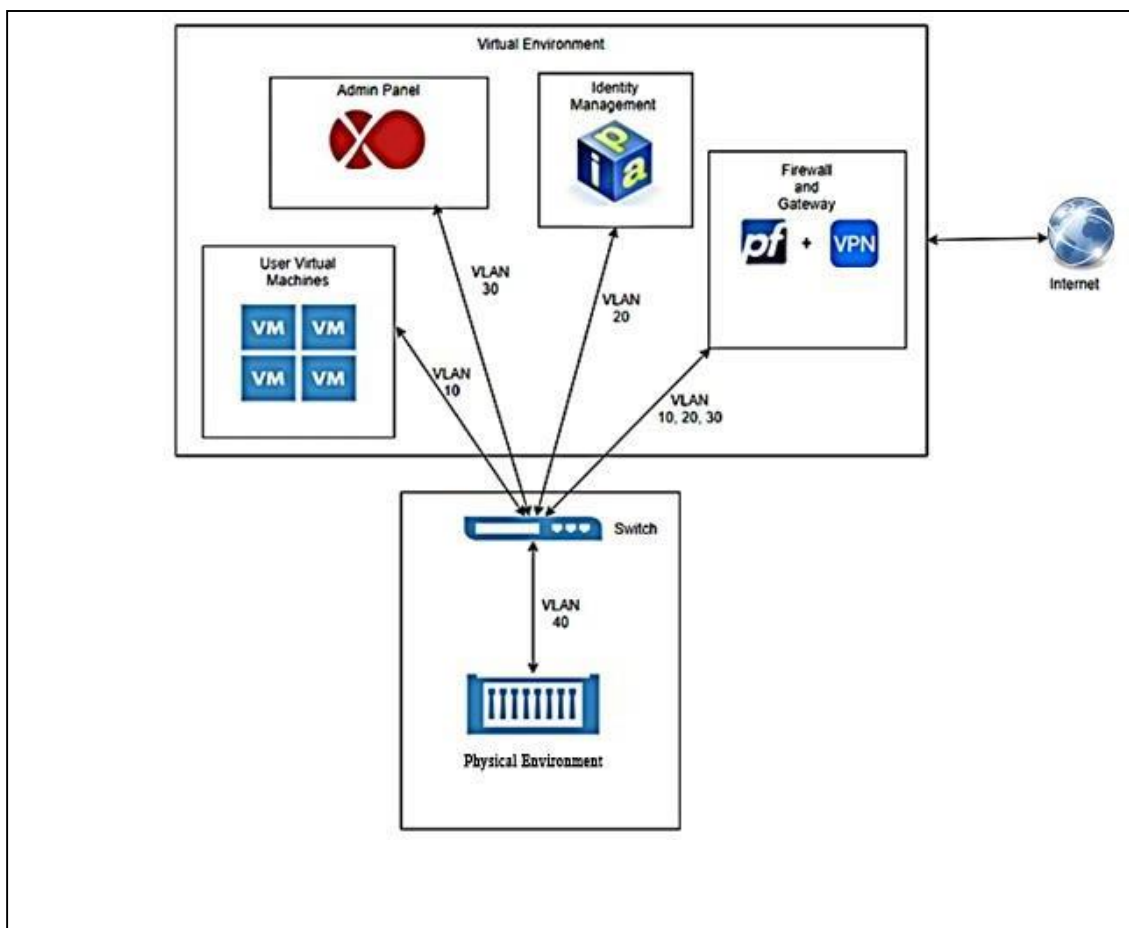 Virtual Environment
Admin Panel
Identity
Management
ipa
Firewall
and
Gateway
pf
+
VPN
Internet
User Virtual
Machines
VM
VM
VM
VM
VLAN
30
VLAN
20
VLAN
10
VLAN
10, 20, 30
Switch
VLAN
40
Physical Environment